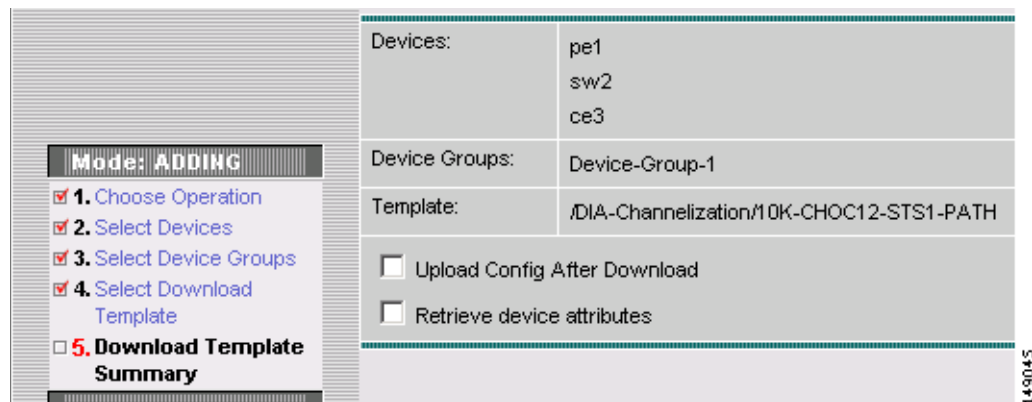 Mode: ADDING
1. Choose Operation
2. Select Devices
3. Select Device Groups
4. Select Download
Template
5. Download Template
Summary
Devices:
pe1
sw2
ce3
Device Groups:
Device-Group-1
Template:
/DIA-Channelization/10K-CHOC12-STS1-PATH
Upload Config After Download
Retrieve device attributes
149045